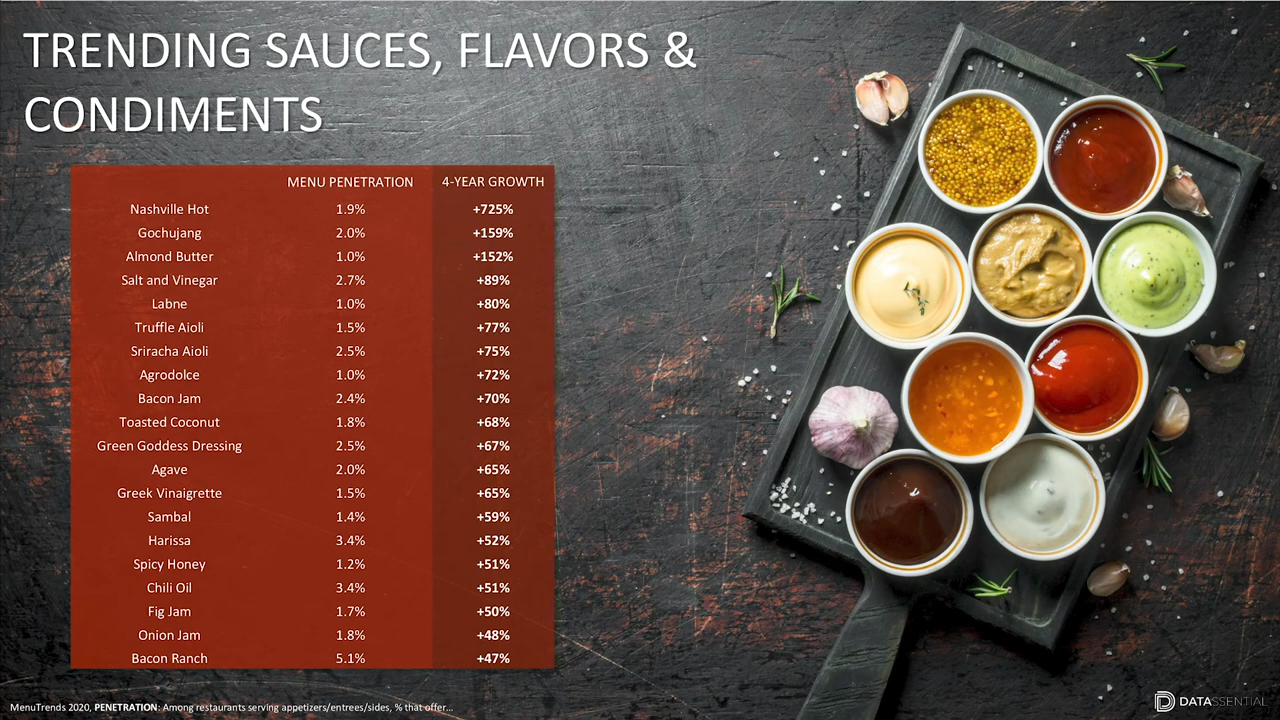 TRENDING SAUCES, FLAVORS &
CONDIMENTS
MENU PENETRATION 4-YEAR GROWTH
Nashville Hot 1.9% +725%
Gochujang 2.0% +159%
Almond Butter 1.0% +152%
Salt and Vinegar 2.7% +89%
Labne 1.0% +80%
Truffle Aioli 1.5% +77%
Sriracha Aioli 2.5% +75%
Agrodolce 1.0% +72%
Bacon Jam 2.4% +70%
Toasted Coconut 1.8% +68%
Green Goddess Dressing 2.5% +67%
Agave 2.0% +65%
Greek Vinaigrette 1.5% +65%
Sambal 1.4% +59%
Harissa 3.4% +52%
Spicy Honey 1.2% +51%
Chili Oil 3.4% +51%
Fig Jam 1.7% +50%
Onion Jam 1.8% +48%
Bacon Ranch 5.1% +47%
MenuTrends 2020, PENETRATION: Among restaurants serving appetizers/entrees/sides, % that offer...
DATASSENTIAL